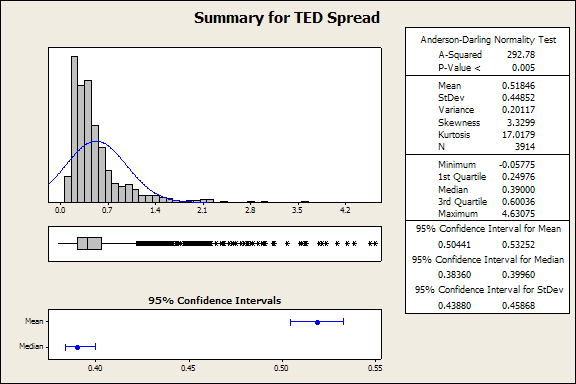 Summary for TED Spread
0.0 0.7 1.4 2.1 2.8 3.5 4.2
95% Confidence Intervals
Mean
Median
0.40 0.45 0.50 0.55
Anderson-Darling Normality Test
A-Squared 292.78
P-Value < 0.005
Mean 0.51846
StDev 0.44852
Variance 0.20117
Skewness 3.3299
Kurtosis 17.0179
N 3914
Minimum -0.05775
1st Quartile 0.24976
Median 0.39000
3rd Quartile 0.60036
Maximum 4.63075
95% Confidence Interval for Mean
0.50441 0.53252
95% Confidence Interval for Median
0.38360 0.39960
95% Confidence Interval for StDev
0.43880 0.45868